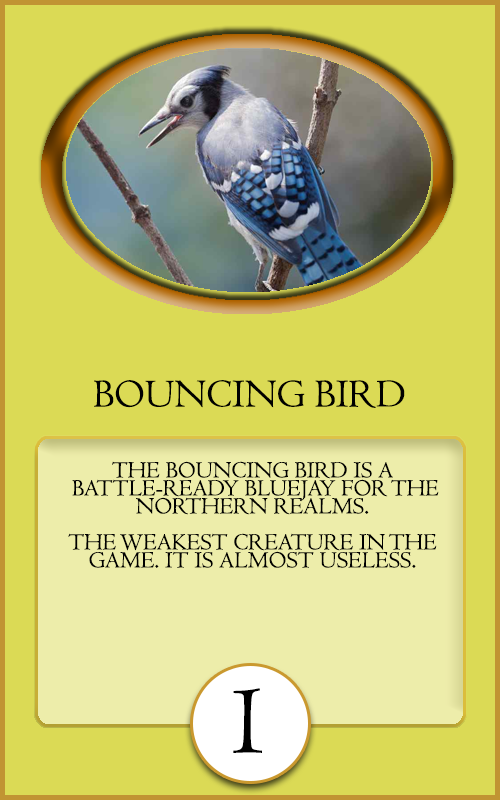 BOUNCING BIRD
THE BOUNCING BIRD IS A
BATTLE-READY BLUEJAY FOR THE
NORTHERN REALMS.
THE WEAKEST CREATURE IN THE
GAME. IT IS ALMOST USELESS.
I